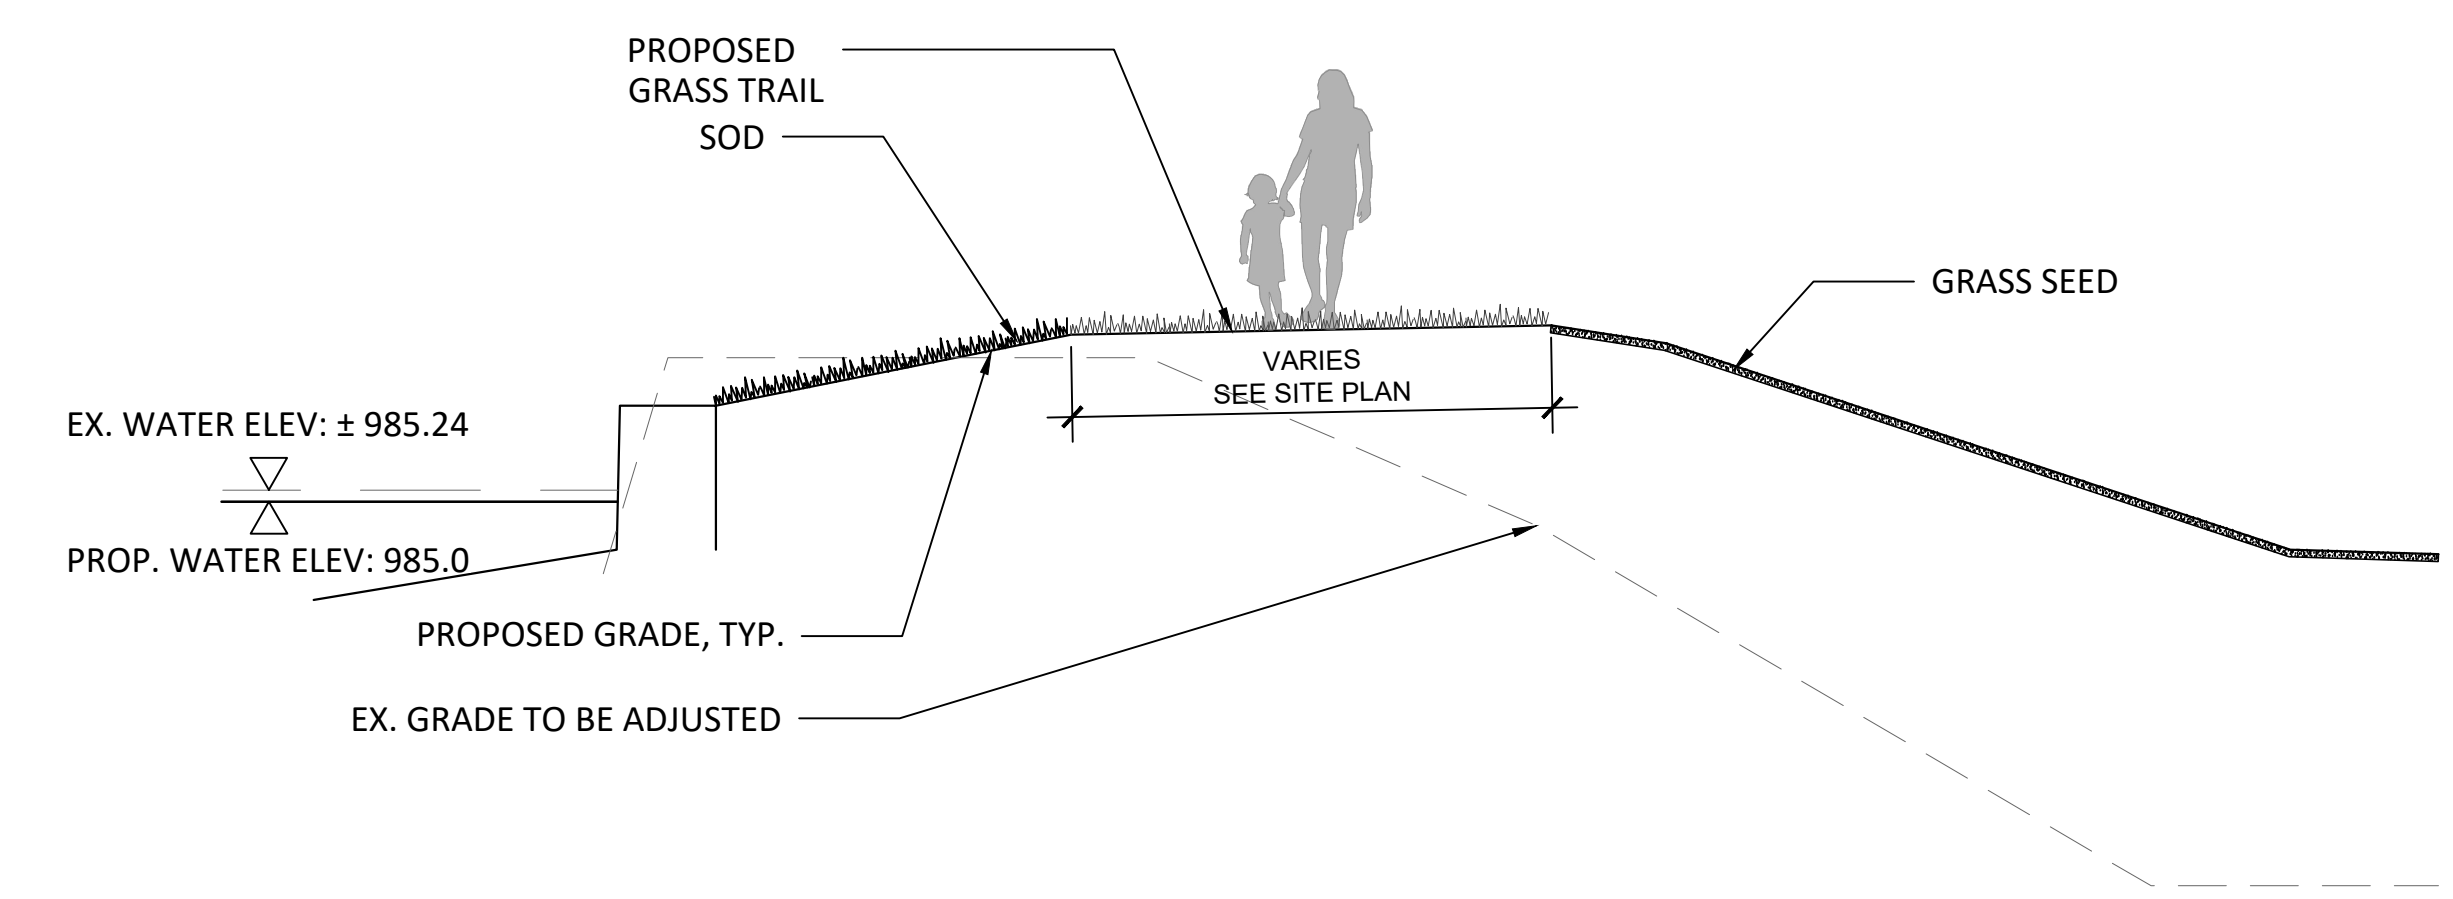 PROPOSED
GRASS TRAIL
SOD
GRASS SEED
VARIES
SEE SITE PLAN
EX. WATER ELEV: ± 985.24
PROP. WATER ELEV: 985.0
PROPOSED GRADE, TYP.
EX. GRADE TO BE ADJUSTED